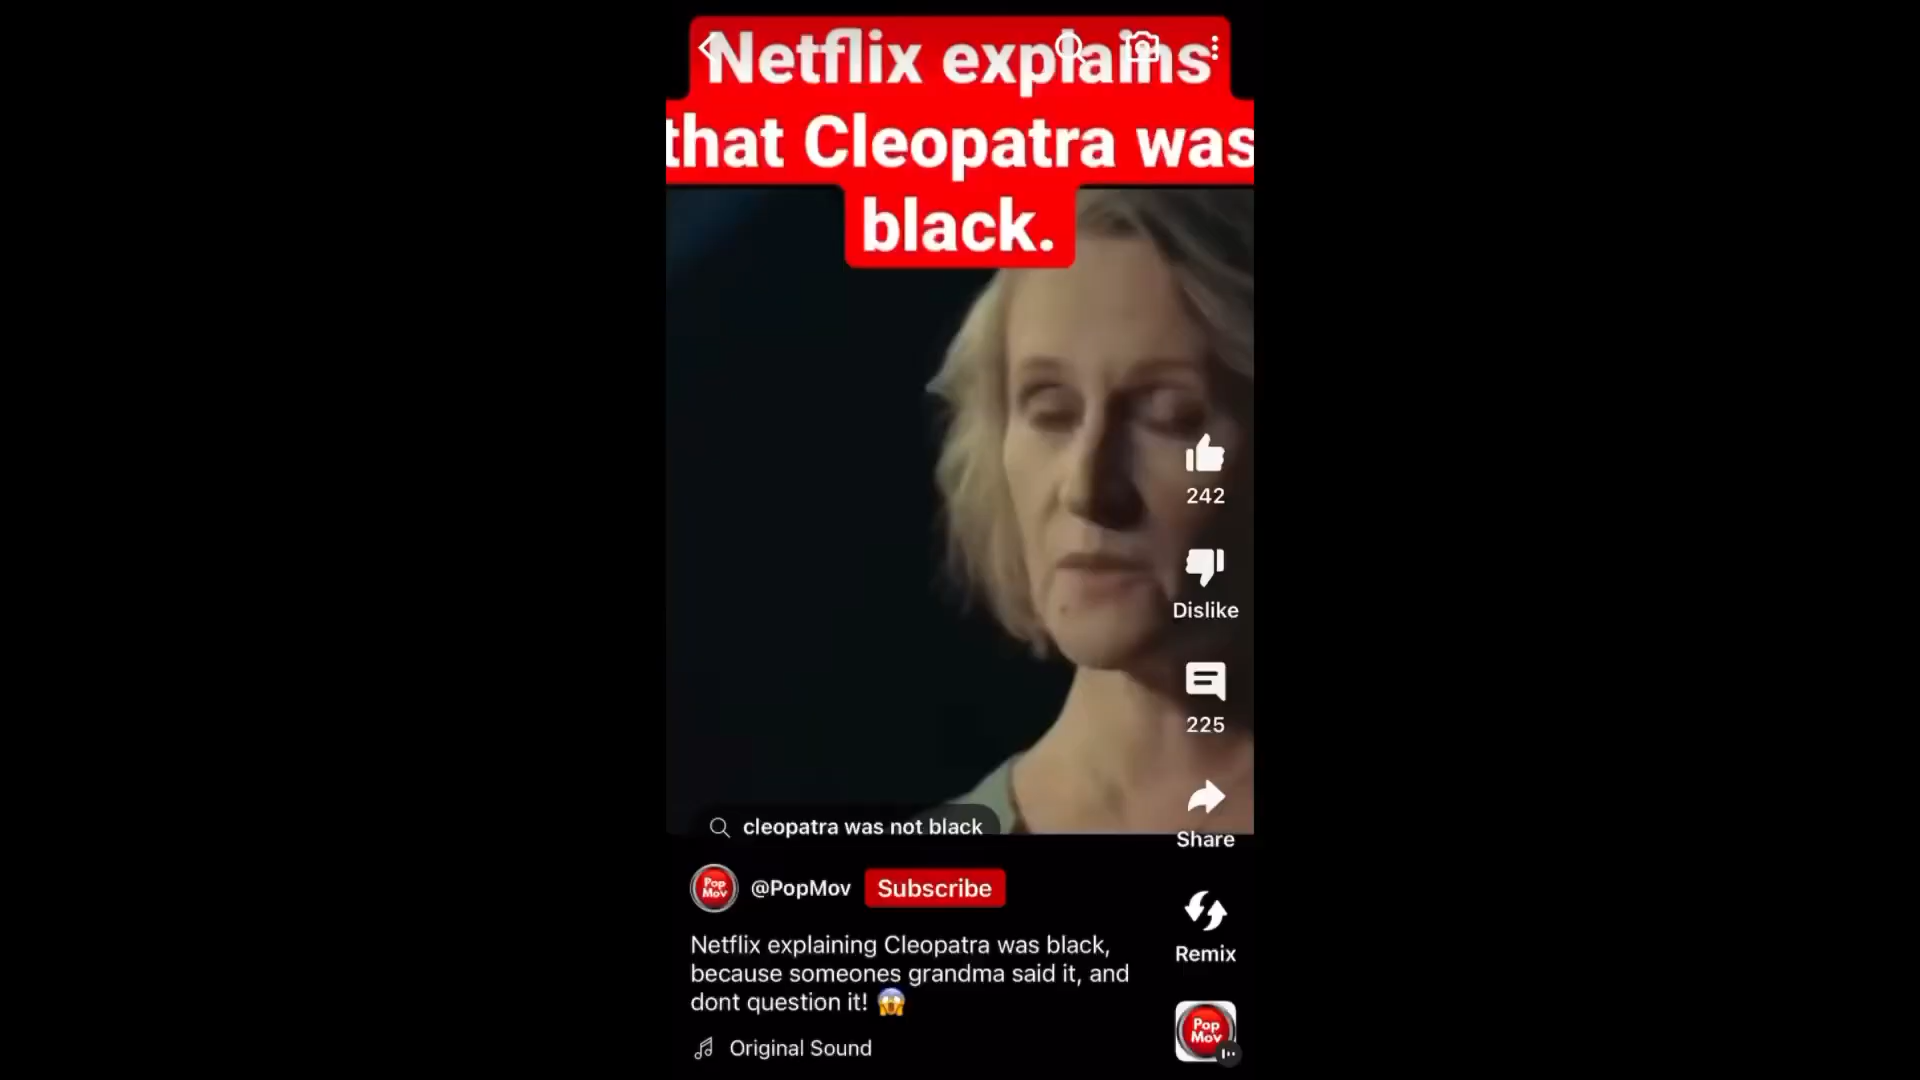 Netflix explains
that Cleopatra was
black.
242
Dislike
225
Share
cleopatra was not black
Pop
Mov
@PopMov
Subscribe
Remix
Netflix explaining Cleopatra was black,
because someones grandma said it, and
dont question it! 😱
Pop
Mov
Original Sound